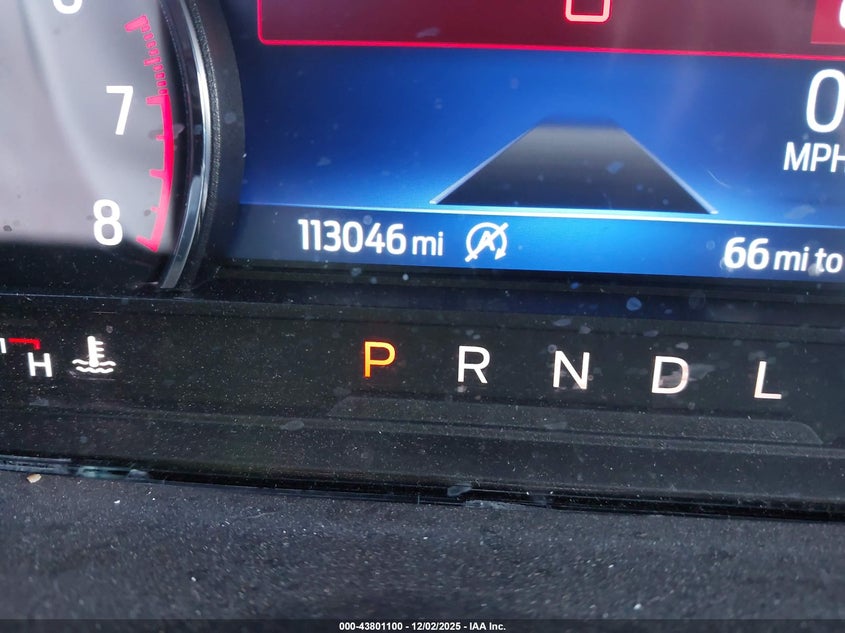 7
8
0
MPH
113046 mi
66 mi to
H
P R N D L
000-43801100 - 12/02/2025 - IAA Inc.